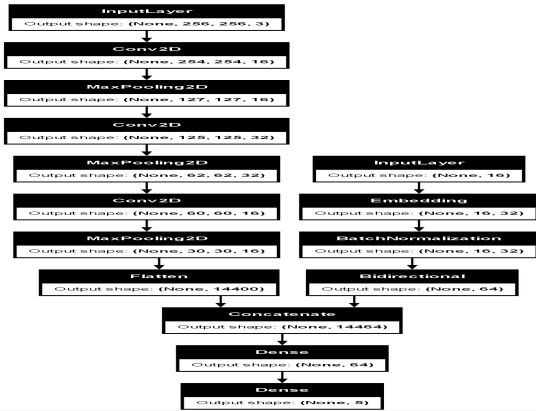 InputLayer
Output shape: (None, 256, 256, 3)
Conv2D
Output shape: (None, 254, 254, 16)
MaxPooling2D
Output shape: (None, 127, 127, 16)
Conv2D
Output shape: (None, 125, 125, 32)
MaxPooling2D
Output shape: (None, 62, 62, 32)
Conv2D
Output shape: (None, 60, 60, 16)
MaxPooling2D
Output shape: (None, 30, 30, 16)
Flatten
Output shape: (None, 14400)
InputLayer
Output shape: (None, 16)
Embedding
Output shape: (None, 16, 32)
BatchNormalization
Output shape: (None, 16, 32)
Bidirectional
Output shape: (None, 64)
Concatenate
Output shape: (None, 14464)
Dense
Output shape: (None, 64)
Dense
Output shape: (None, 5)